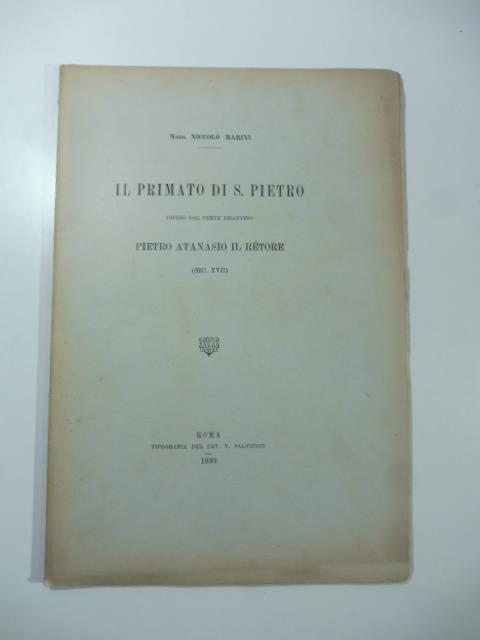 Mons. NICCOLÒ MARINI
IL PRIMATO DI S. PIETRO
DIFESO DAL PRETE BIZANTINO
PIETRO ATANASIO IL RÉTORE
(SEC. XVII)
ROMA
TIPOGRAFIA DEL CAV. V. SALVIUCCI
1899